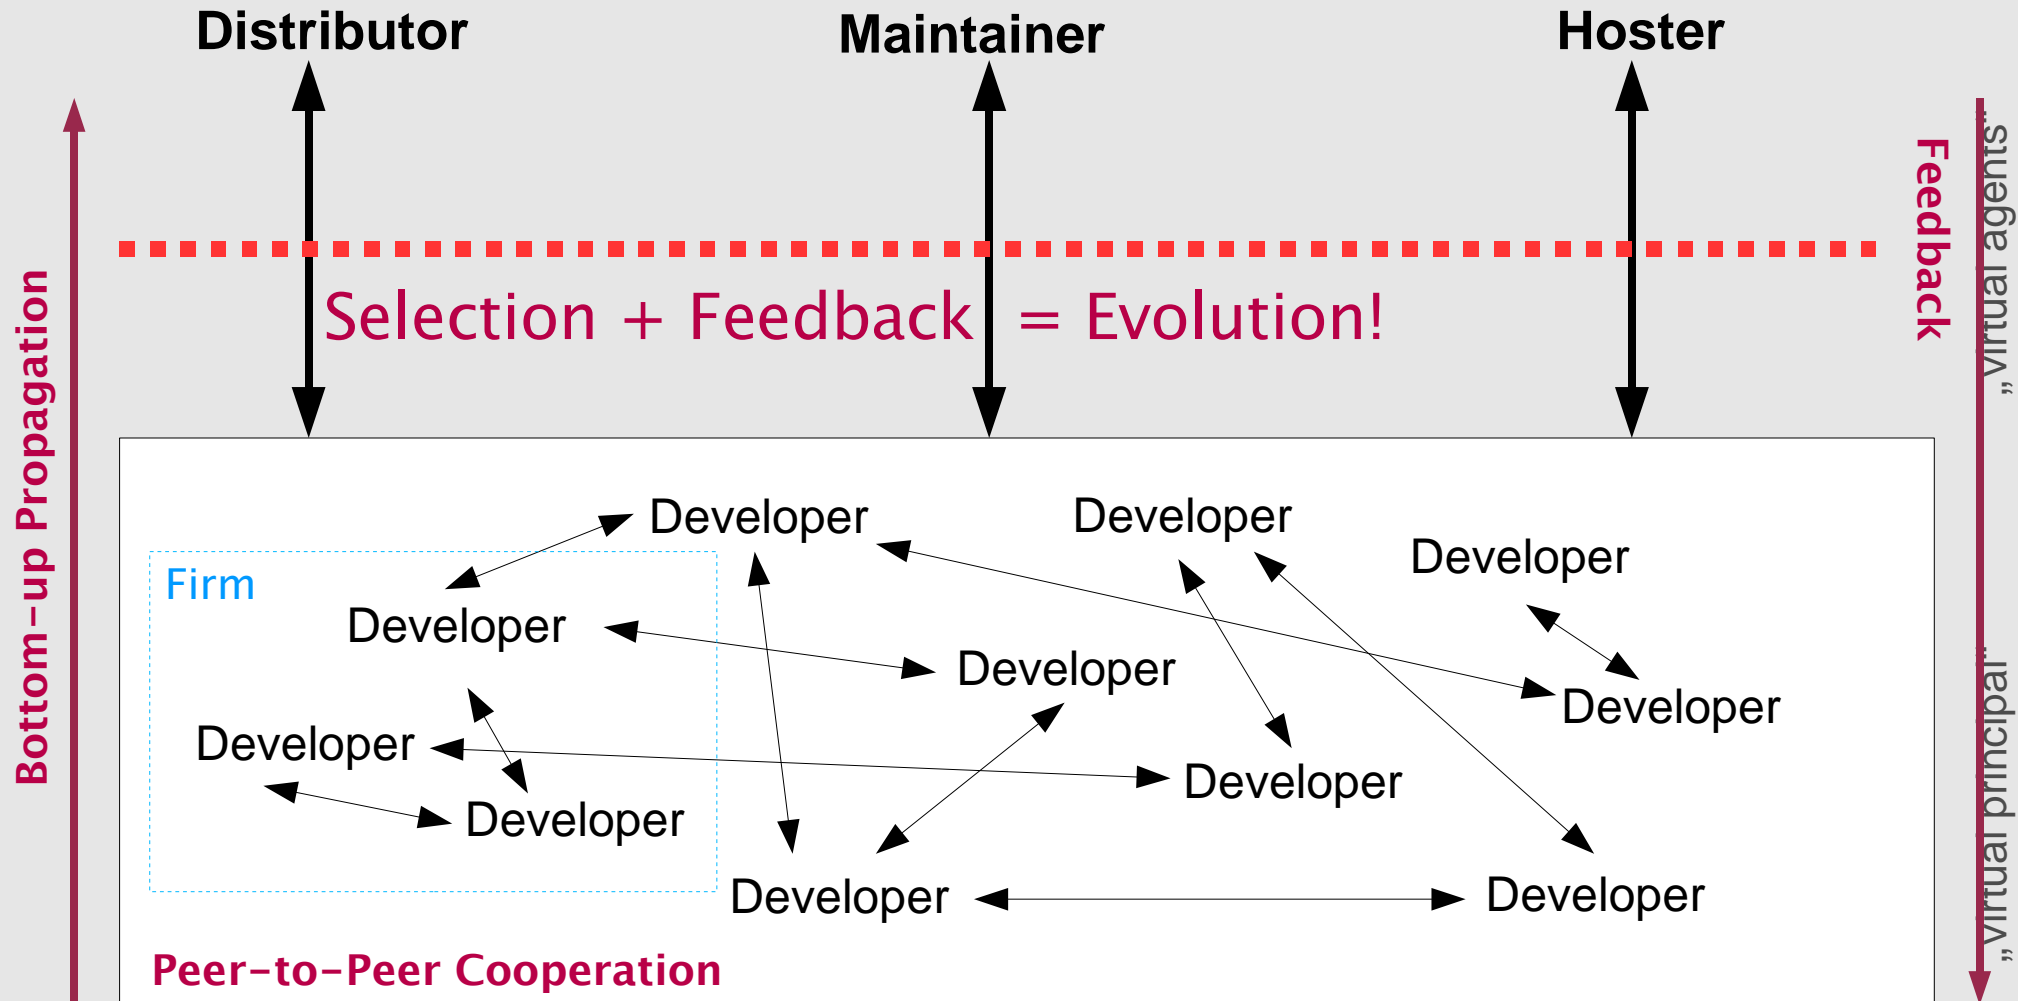 Distributor
Maintainer
Hoster
Bottom-up Propagation
Feedback
„virtual agents“
Selection + Feedback = Evolution!
Developer
Developer
Developer
Firm
Developer
Developer
Developer
Developer
Developer
Developer
Developer
Developer
„virtual principal“
Peer-to-Peer Cooperation